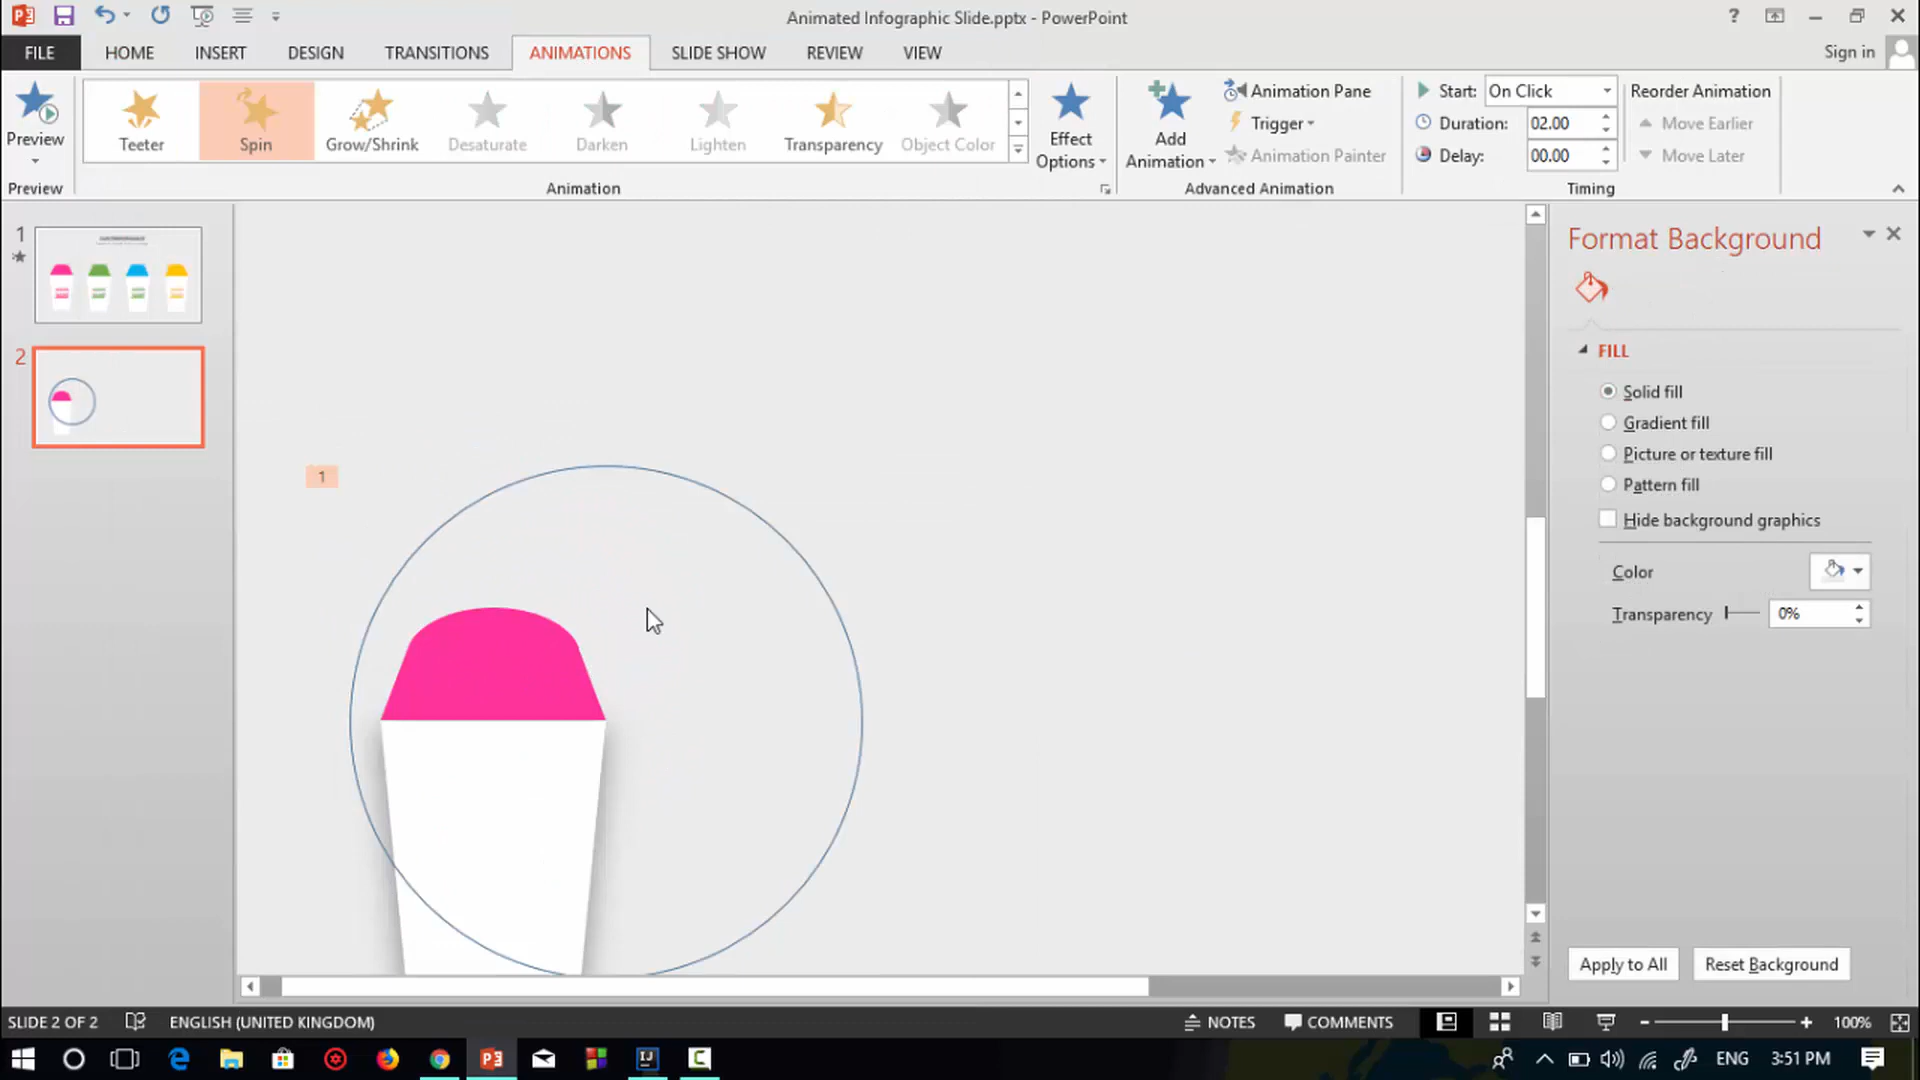 Animated Infographic Slide.pptx - PowerPoint
?
FILE
HOME
INSERT
DESIGN
TRANSITIONS
ANIMATIONS
SLIDE SHOW
REVIEW
VIEW
Sign in
Preview
Teeter
Spin
Grow/Shrink
Desaturate
Darken
Lighten
Transparency
Object Color
Effect
Options
Add
Animation
Animation Pane
Trigger
Animation Painter
Start:
On Click
Duration:
02.00
Delay:
00.00
Reorder Animation
Move Earlier
Move Later
Preview
Animation
Advanced Animation
Timing
1
2
1
Format Background
FILL
Solid fill
Gradient fill
Picture or texture fill
Pattern fill
Hide background graphics
Color
Transparency
0%
Apply to All
Reset Background
SLIDE 2 OF 2
ENGLISH (UNITED KINGDOM)
NOTES
COMMENTS
100%
ENG
3:51 PM